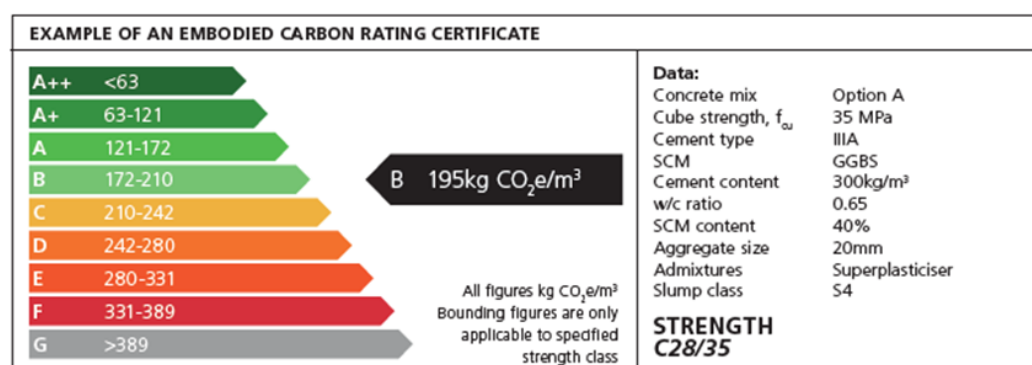 EXAMPLE OF AN EMBODIED CARBON RATING CERTIFICATE
A++ <63
A+ 63-121
A 121-172
B 172-210
C 210-242
D 242-280
E 280-331
F 331-389
G >389
B 195kg CO₂e/m³
All figures kg CO₂e/m³
Bounding figures are only
applicable to specified
strength class
Data:
Concrete mix Option A
Cube strength, f_cu 35 MPa
Cement type IIIA
SCM GGBS
Cement content 300kg/m³
w/c ratio 0.65
SCM content 40%
Aggregate size 20mm
Admixtures Superplasticiser
Slump class S4
STRENGTH
C28/35